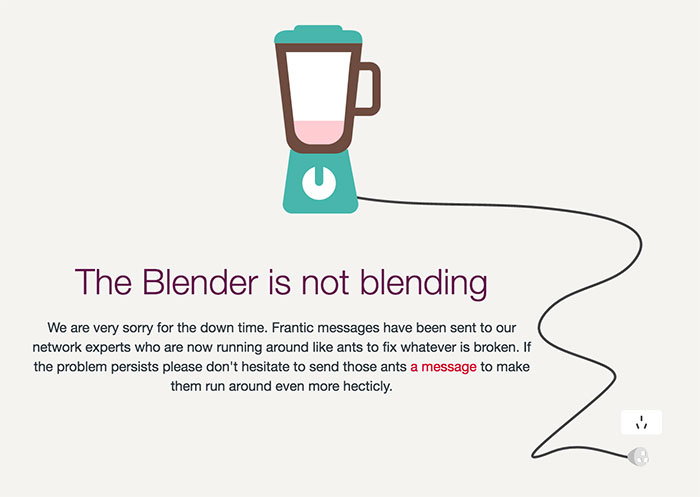 The Blender is not blending
We are very sorry for the down time. Frantic messages have been sent to our
network experts who are now running around like ants to fix whatever is broken. If
the problem persists please don't hesitate to send those ants a message to make
them run around even more hecticly.